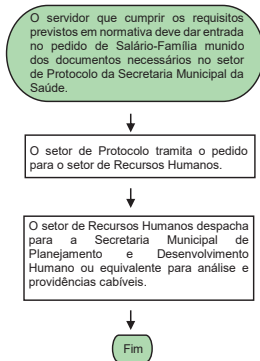 O servidor que cumprir os requisitos
previstos em normativa deve dar entrada
no pedido de Salário-Família munido
dos documentos necessários no setor
de Protocolo da Secretaria Municipal da
Saúde.
O setor de Protocolo tramita o pedido
para o setor de Recursos Humanos.
O setor de Recursos Humanos despacha
para a Secretaria Municipal de
Planejamento e Desenvolvimento
Humano ou equivalente para análise e
providências cabíveis.
Fim